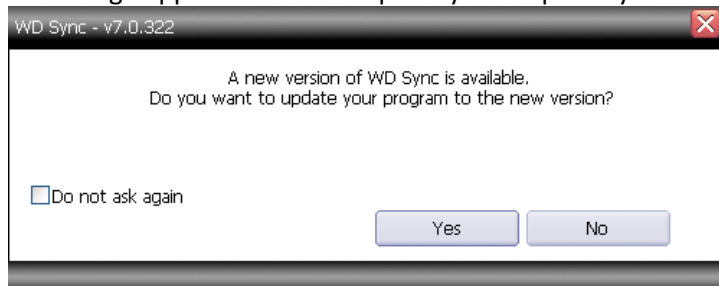 WD Sync - v7.0.322
A new version of WD Sync is available.
Do you want to update your program to the new version?
Do not ask again
Yes
No